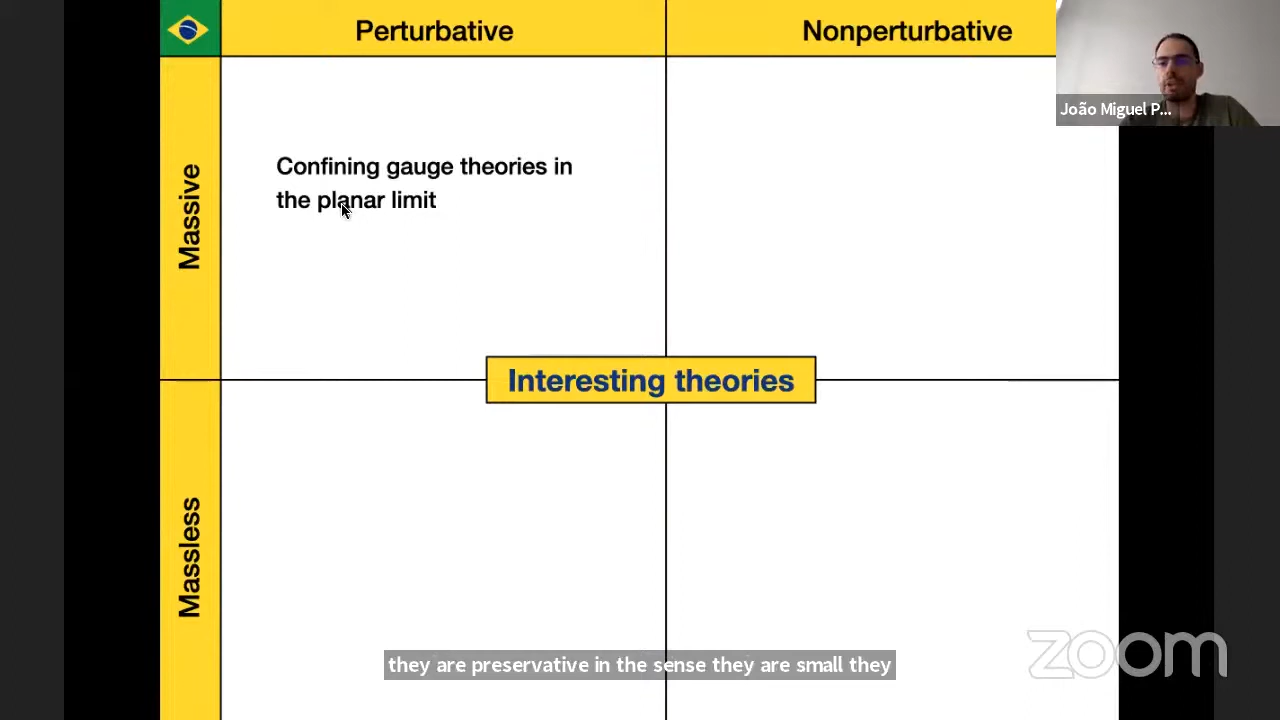 Perturbative
Nonperturbative
João Miguel P...
Massive
Confining gauge theories in
the planar limit
Interesting theories
Massless
they are preservative in the sense they are small they
zoom